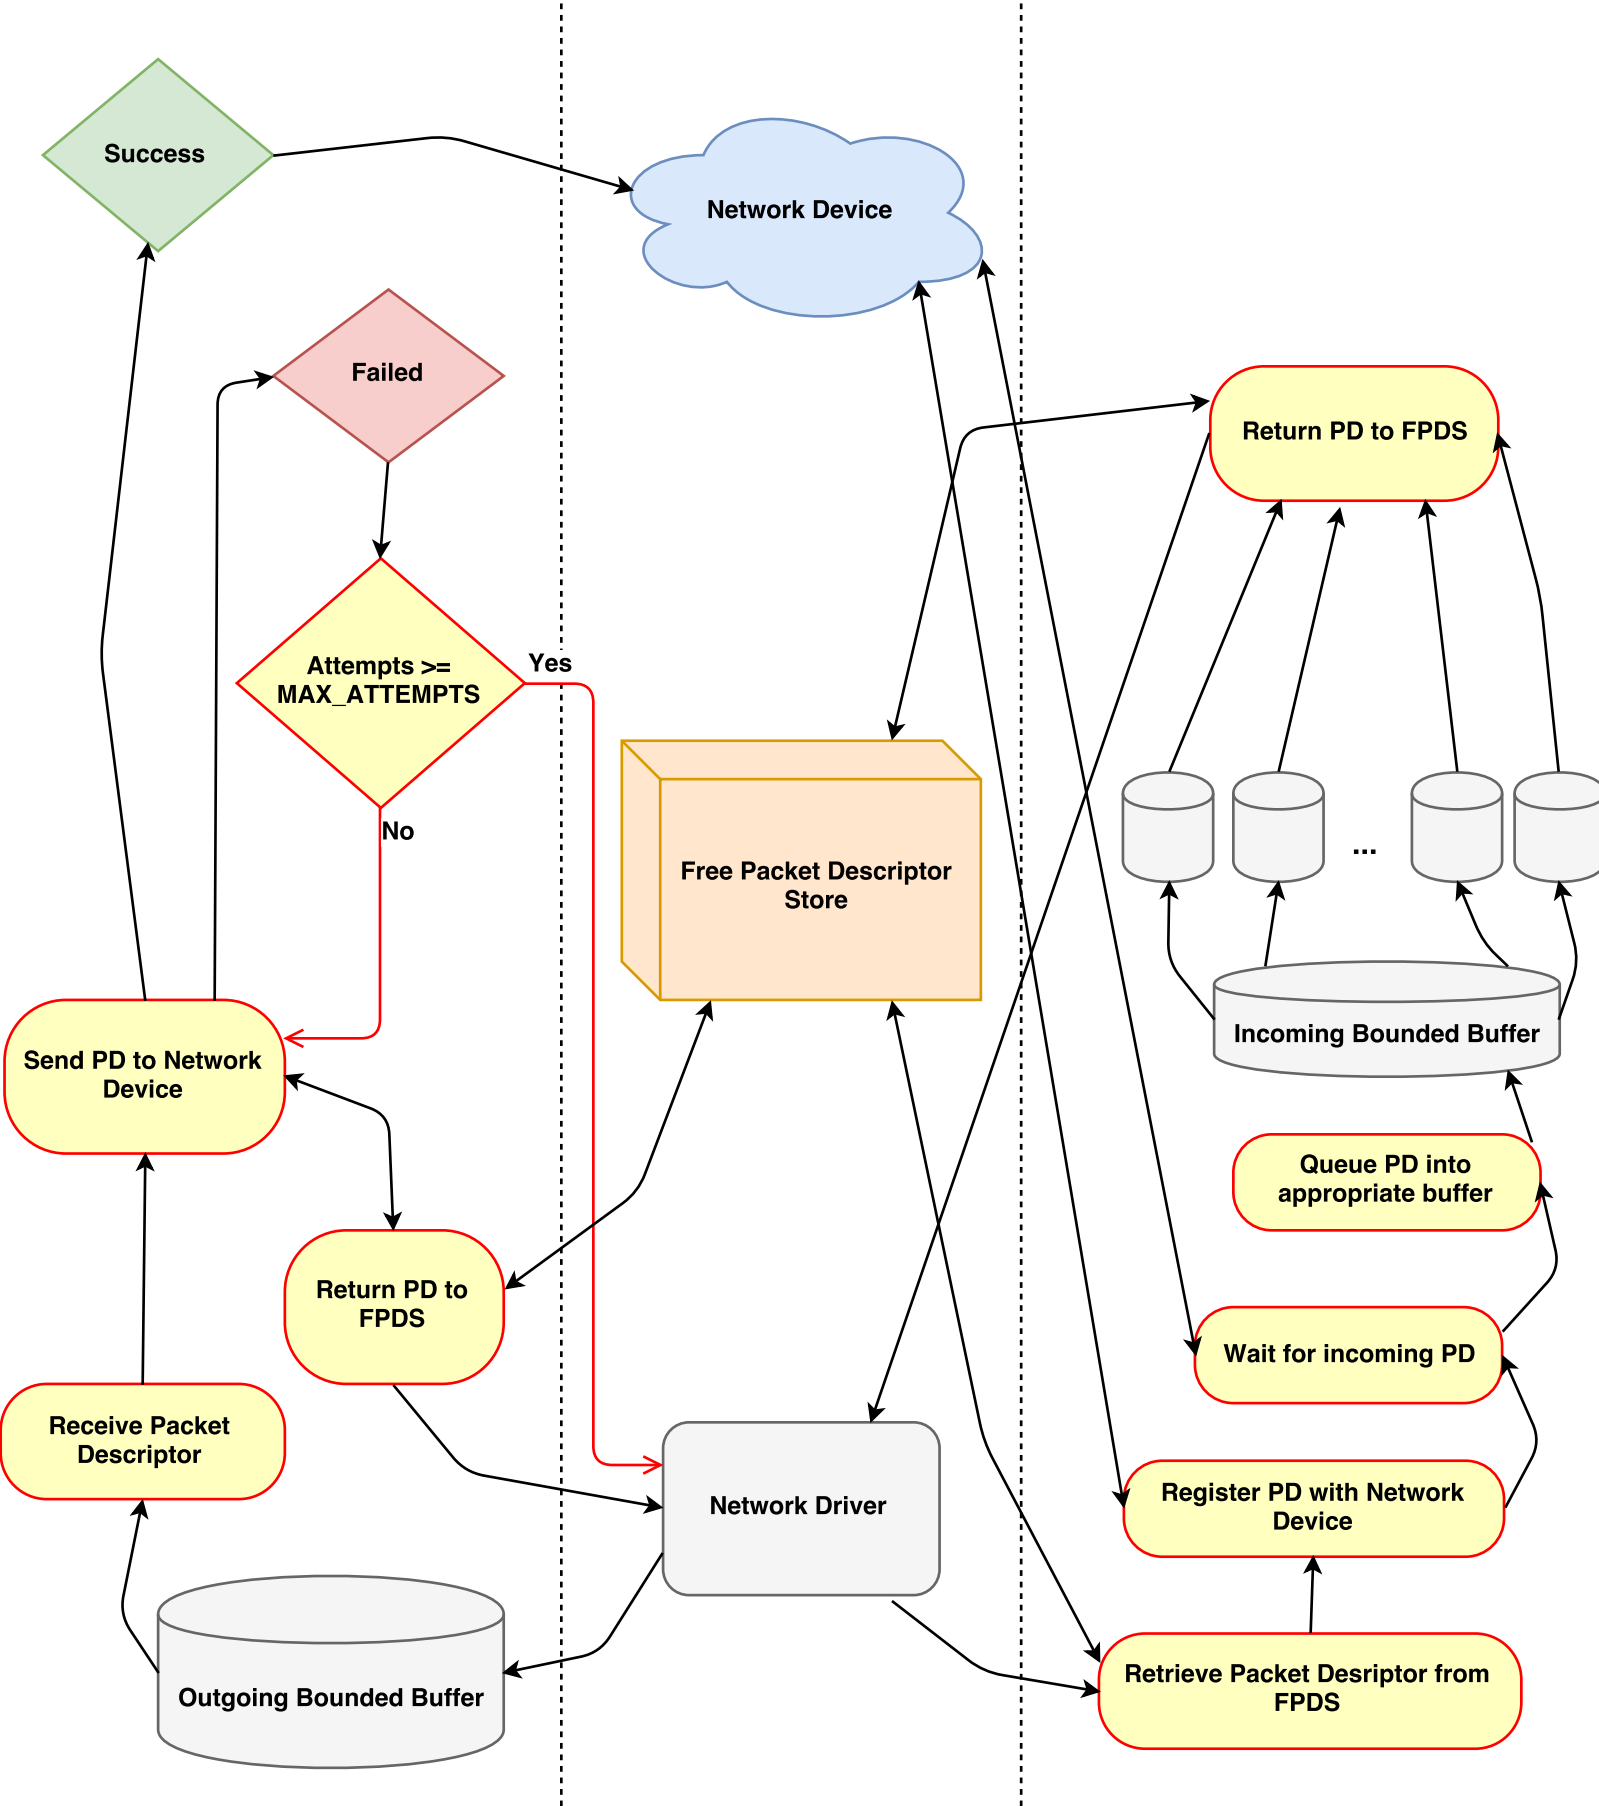 Success
Network Device
Failed
Return PD to FPDS
Attempts >=
MAX_ATTEMPTS
Yes
No
Free Packet Descriptor
Store
...
Incoming Bounded Buffer
Send PD to Network
Device
Queue PD into
appropriate buffer
Return PD to
FPDS
Wait for incoming PD
Receive Packet
Descriptor
Network Driver
Register PD with Network
Device
Outgoing Bounded Buffer
Retrieve Packet Desriptor from
FPDS